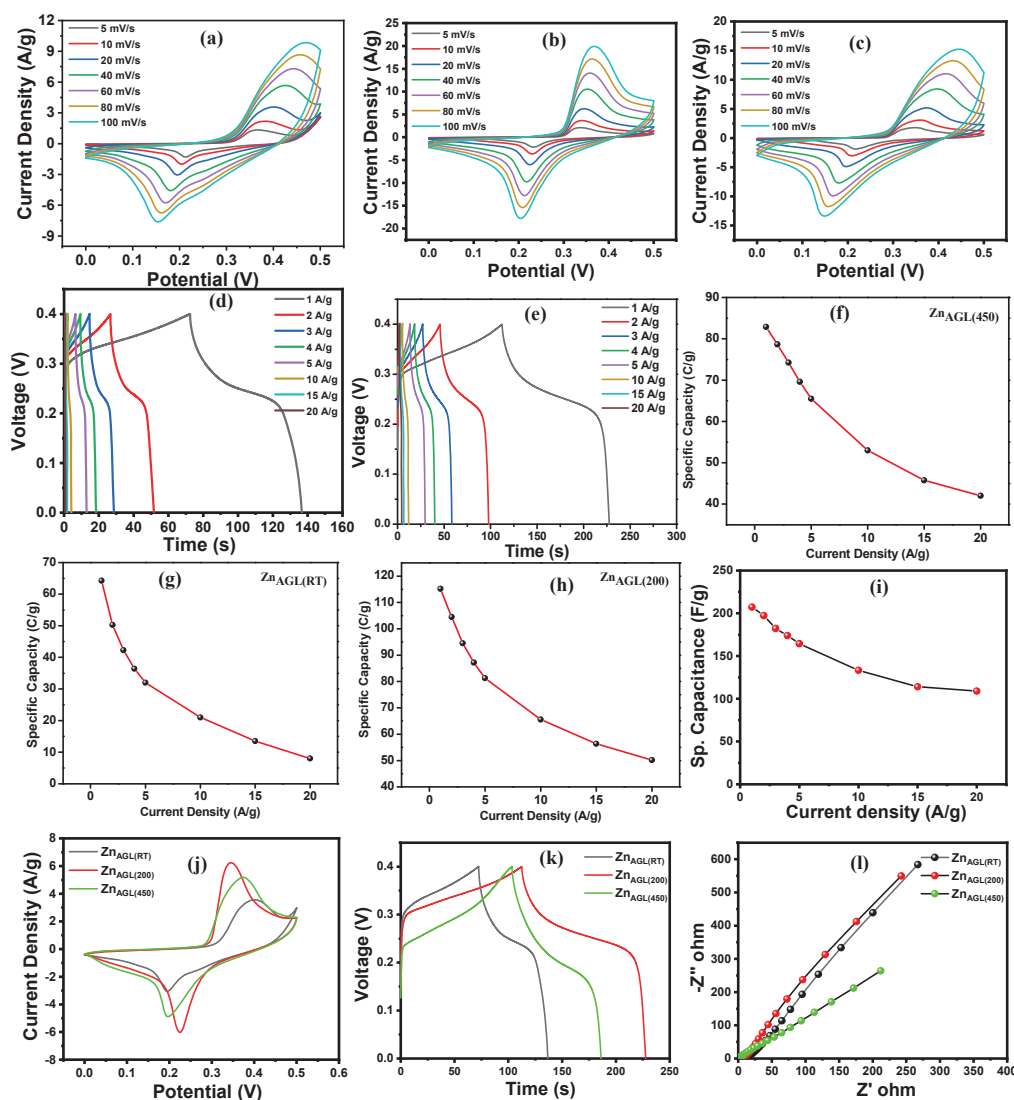 (a)
5 mV/s
10 mV/s
20 mV/s
40 mV/s
60 mV/s
80 mV/s
100 mV/s
Current Density (A/g)
12
9
6
3
0
-3
-6
-9
0.0 0.1 0.2 0.3 0.4 0.5
Potential (V)
(b)
5 mV/s
10 mV/s
20 mV/s
40 mV/s
60 mV/s
80 mV/s
100 mV/s
Current Density (A/g)
25
20
15
10
5
0
-5
-10
-15
-20
0.0 0.1 0.2 0.3 0.4 0.5
Potential (V)
(c)
5 mV/s
10 mV/s
20 mV/s
40 mV/s
60 mV/s
80 mV/s
100 mV/s
Current Density (A/g)
20
15
10
5
0
-5
-10
-15
0.0 0.1 0.2 0.3 0.4 0.5
Potential (V)
(d)
1 A/g
2 A/g
3 A/g
4 A/g
5 A/g
10 A/g
15 A/g
20 A/g
Voltage (V)
0.4
0.3
0.2
0.1
0.0
0 20 40 60 80 100 120 140 160
Time (s)
(e)
1 A/g
2 A/g
3 A/g
4 A/g
5 A/g
10 A/g
15 A/g
20 A/g
Voltage (V)
0.4
0.3
0.2
0.1
0.0
0 50 100 150 200 250 300
Time (s)
(f)
ZnAGL(450)
Specific Capacity (C/g)
90
80
70
60
50
40
0 5 10 15 20
Current Density (A/g)
(g)
ZnAGL(RT)
Specific Capacity (C/g)
70
60
50
40
30
20
10
0
0 5 10 15 20
Current Density (A/g)
(h)
ZnAGL(200)
Specific Capacity (C/g)
120
110
100
90
80
70
60
50
40
0 5 10 15 20
Current Density (A/g)
(i)
Sp. Capacitance (F/g)
250
200
150
100
50
0
0 5 10 15 20
Current density (A/g)
(j)
ZnAGL(RT)
ZnAGL(200)
ZnAGL(450)
Current Density (A/g)
8
6
4
2
0
-2
-4
-6
0.0 0.1 0.2 0.3 0.4 0.5 0.6
Potential (V)
(k)
ZnAGL(RT)
ZnAGL(200)
ZnAGL(450)
Voltage (V)
0.4
0.3
0.2
0.1
0.0
0 50 100 150 200 250
Time (s)
(l)
ZnAGL(RT)
ZnAGL(200)
ZnAGL(450)
-Z" ohm
600
500
400
300
200
100
0
0 50 100 150 200 250 300 350 400
Z' ohm